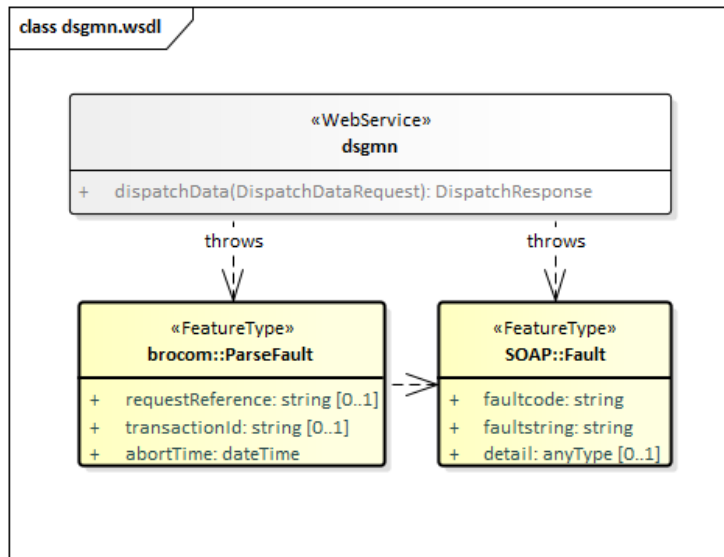 class dsgmn.wsdl
«WebService»
dsgmn
+ dispatchData(DispatchDataRequest): DispatchResponse
throws
throws
«FeatureType»
brocom::ParseFault
+ requestReference: string [0..1]
+ transactionId: string [0..1]
+ abortTime: dateTime
«FeatureType»
SOAP::Fault
+ faultcode: string
+ faultstring: string
+ detail: anyType [0..1]